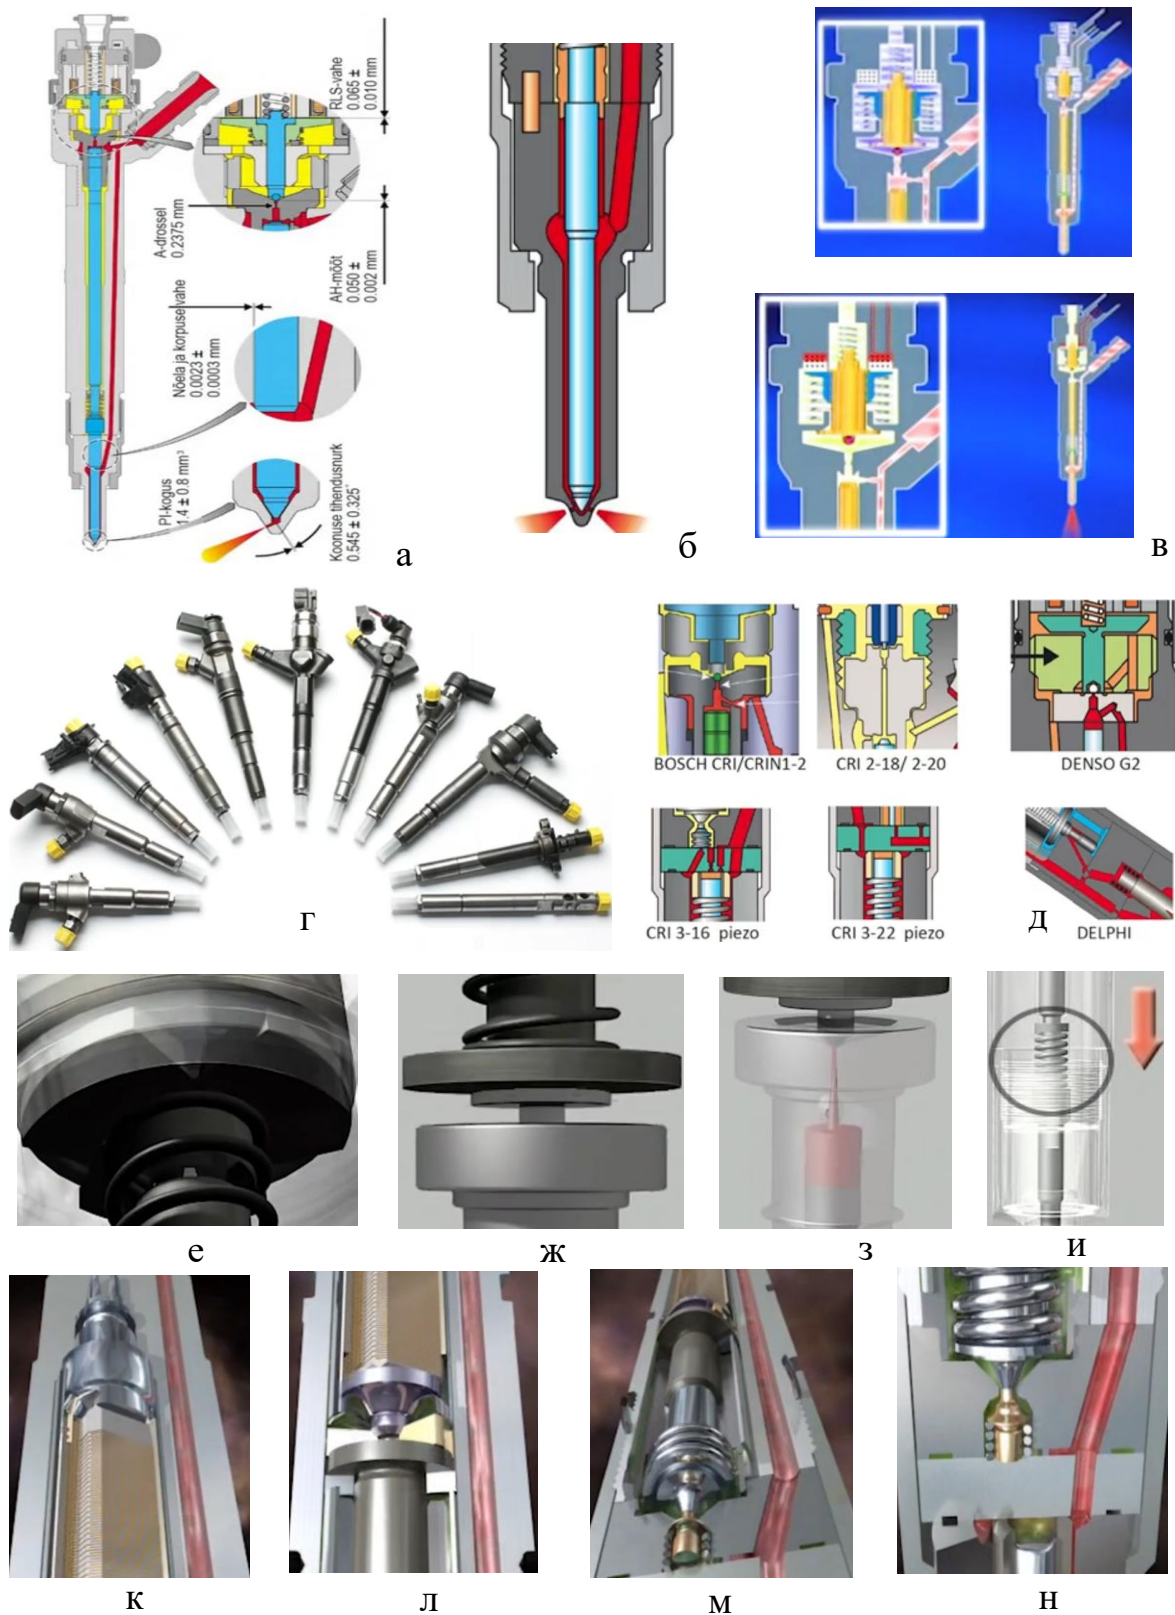 RLS-vahe
0.065 ±
0.010 mm
A-drossel
0.2375 mm
AH-mõõt
0.050 ±
0.002 mm
Nõela ja korpusevahe
0.0023 ±
0.0003 mm
PI-kogus
1.4 ± 0.8 mm³
Koonuse tihendusnurk
0.545 ± 0.325°
а
б
в
г
BOSCH CRI/CRIN1-2
CRI 2-18/ 2-20
DENSO G2
CRI 3-16 piezo
CRI 3-22 piezo
д
DELPHI
е
ж
з
и
к
л
м
н